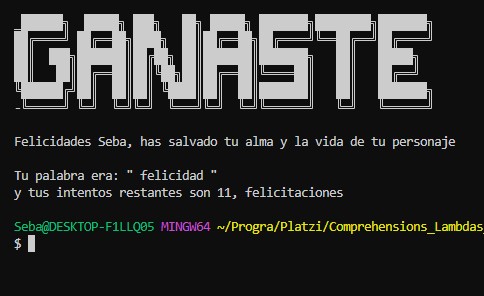 GANASTE
Felicidades Seba, has salvado tu alma y la vida de tu personaje
Tu palabra era: " felicidad "
y tus intentos restantes son 11, felicitaciones
Seba@DESKTOP-F1LLQ05 MINGW64 ~/Progra/Platzi/Comprehensions_Lambdas_
$